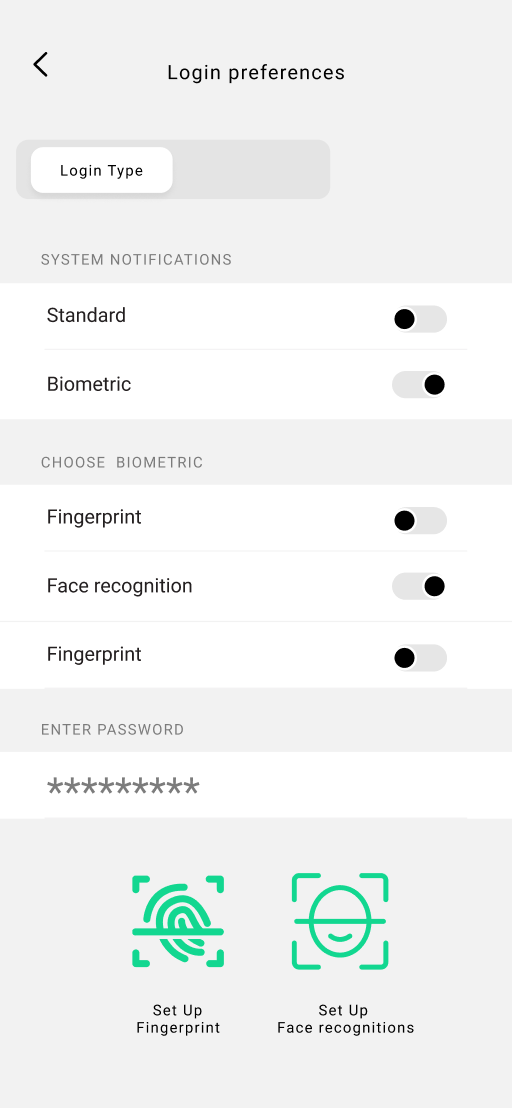 Login preferences
Login Type
SYSTEM NOTIFICATIONS
Standard
Biometric
CHOOSE BIOMETRIC
Fingerprint
Face recognition
Fingerprint
ENTER PASSWORD
*********
Set Up
Fingerprint
Set Up
Face recognitions